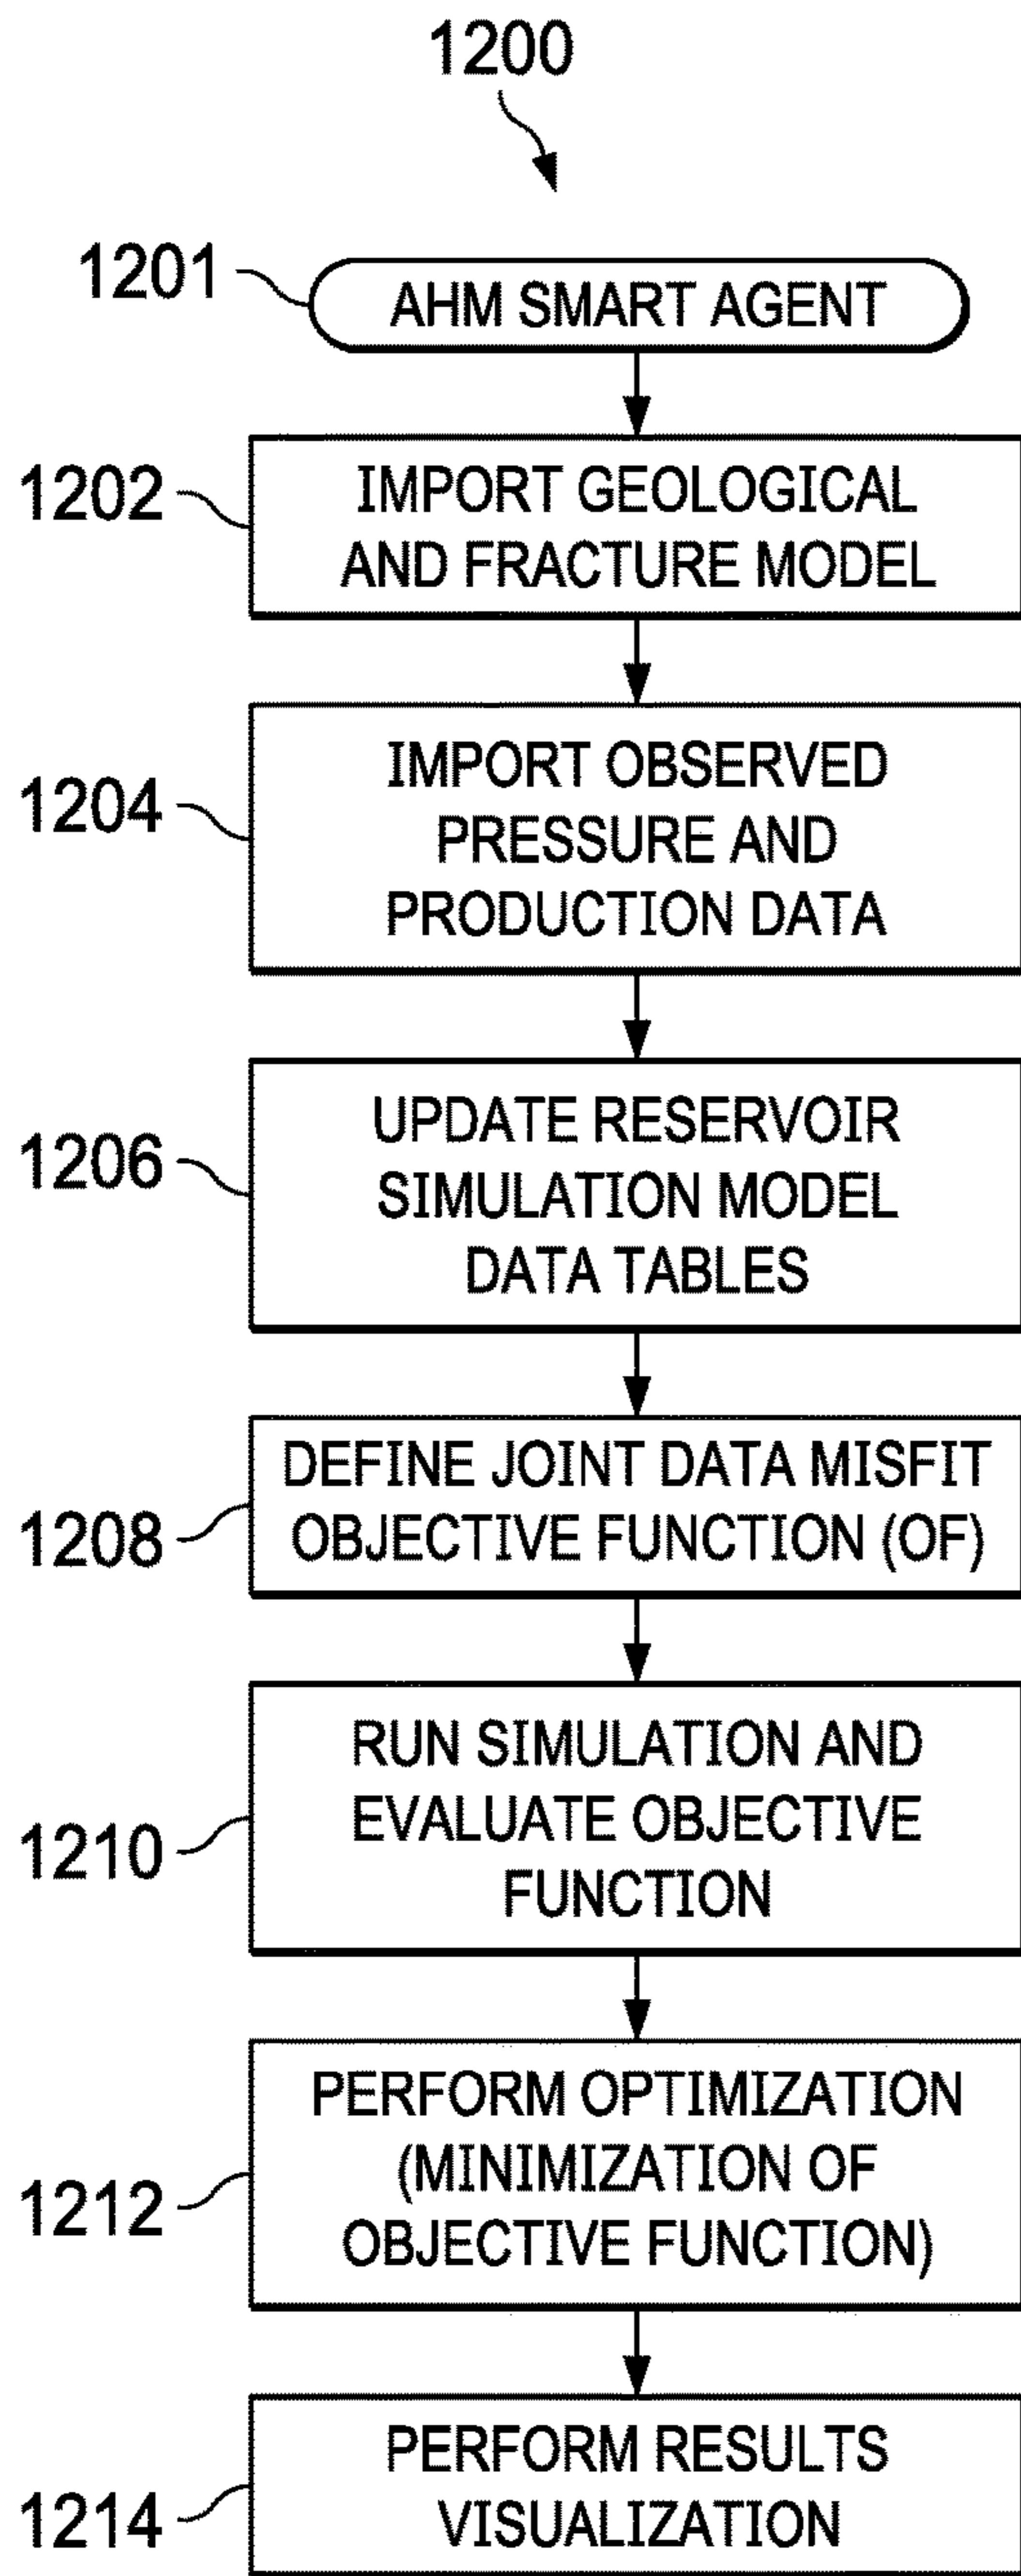 1200
1201
AHM SMART AGENT
1202
IMPORT GEOLOGICAL
AND FRACTURE MODEL
1204
IMPORT OBSERVED
PRESSURE AND
PRODUCTION DATA
1206
UPDATE RESERVOIR
SIMULATION MODEL
DATA TABLES
1208
DEFINE JOINT DATA MISFIT
OBJECTIVE FUNCTION (OF)
1210
RUN SIMULATION AND
EVALUATE OBJECTIVE
FUNCTION
1212
PERFORM OPTIMIZATION
(MINIMIZATION OF
OBJECTIVE FUNCTION)
1214
PERFORM RESULTS
VISUALIZATION